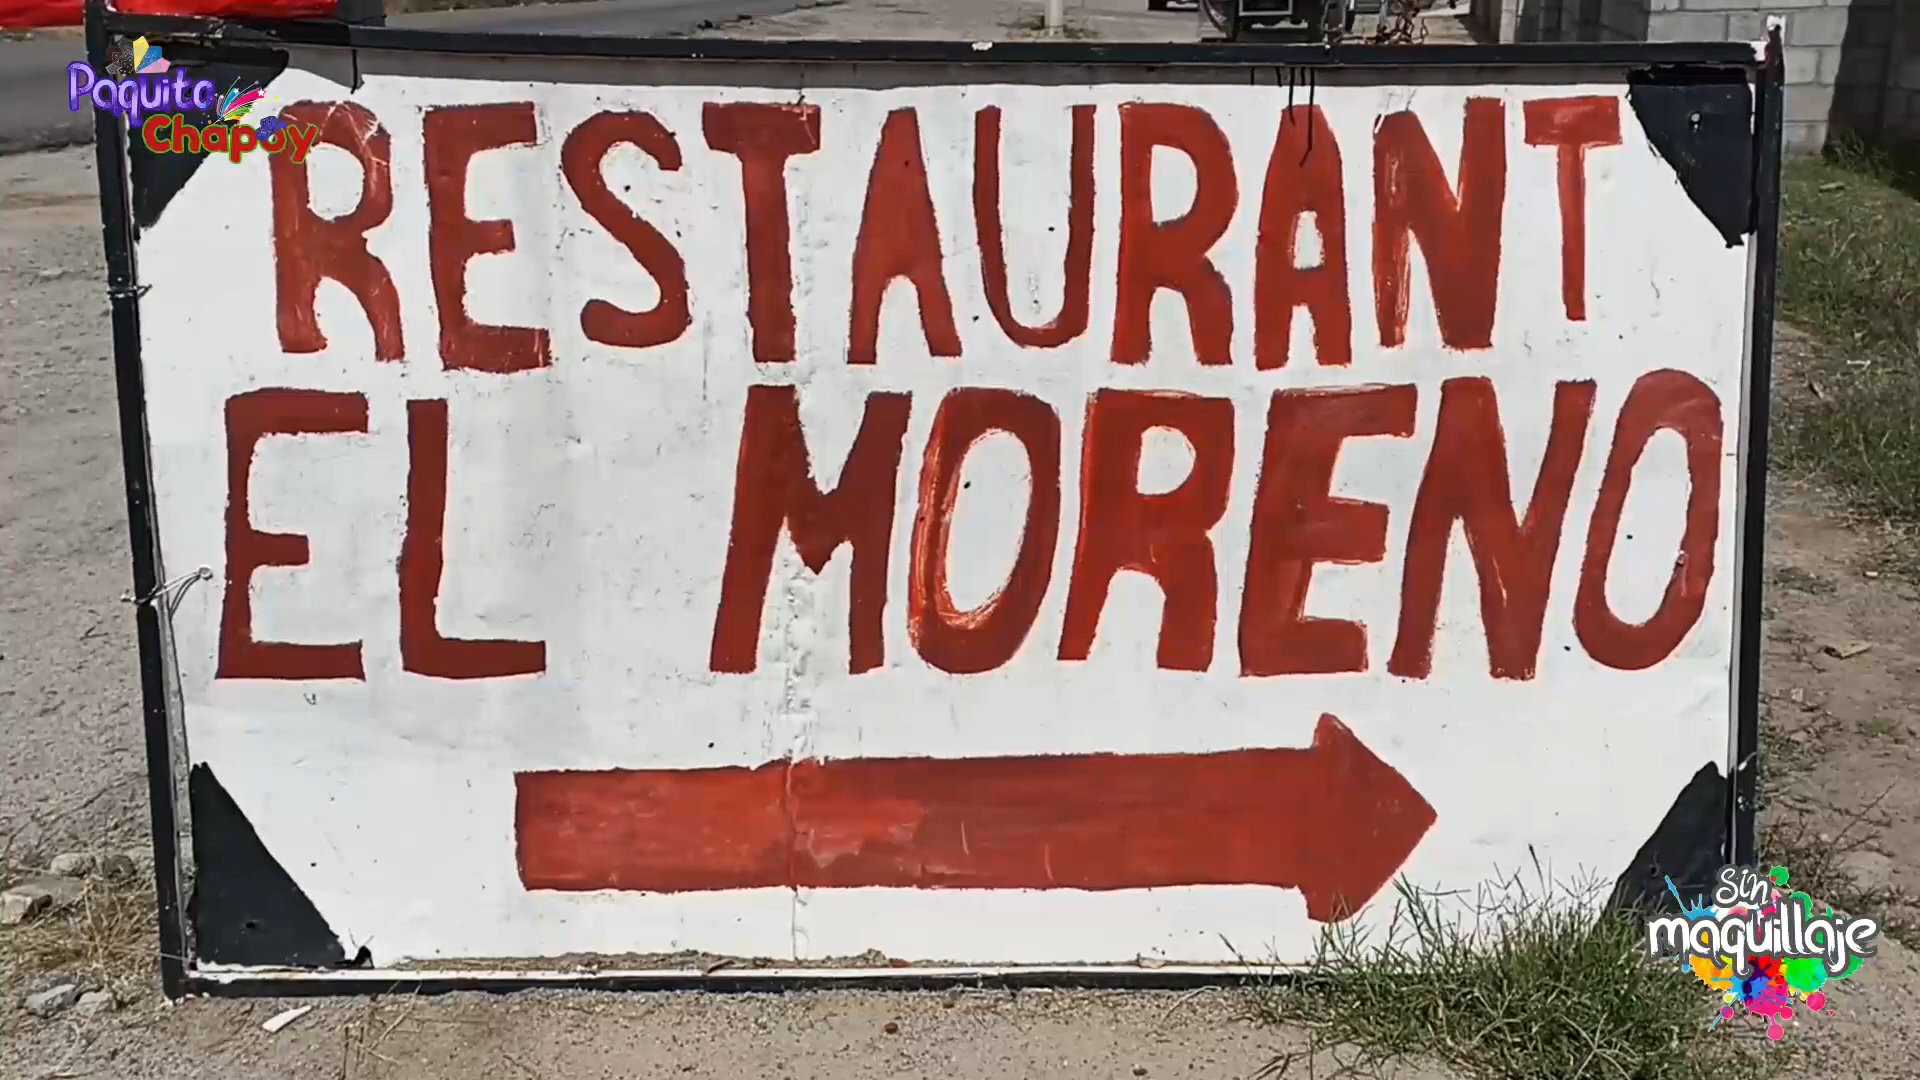 Paquito
Chapoy
RESTAURANT
EL MORENO
Sin
maquillaje